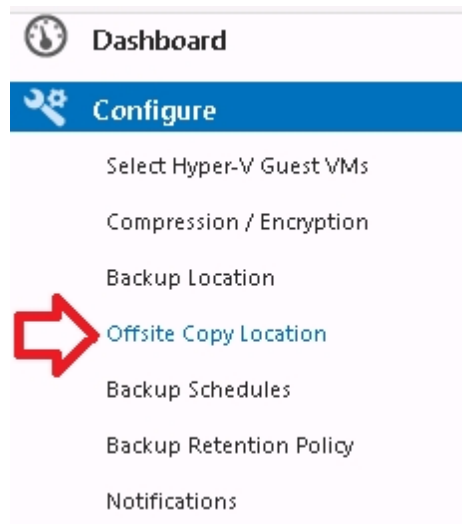 Dashboard
Configure
Select Hyper-V Guest VMs
Compression / Encryption
Backup Location
Offsite Copy Location
Backup Schedules
Backup Retention Policy
Notifications